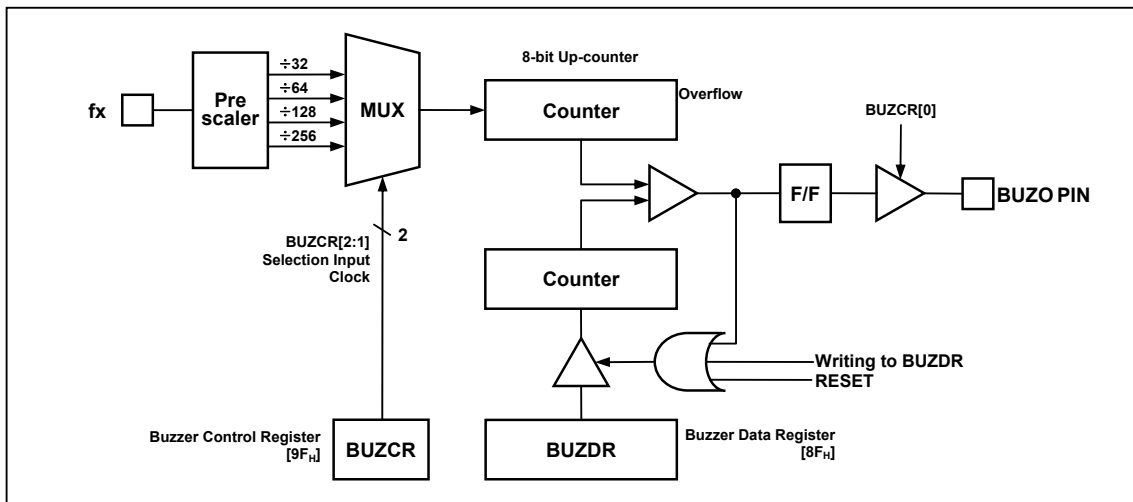 8-bit Up-counter
fx
Pre
scaler
÷32
÷64
÷128
÷256
MUX
Counter
Overflow
BUZCR[0]
F/F
BUZO PIN
BUZCR[2:1]
Selection Input
Clock
2
Counter
Writing to BUZDR
RESET
Buzzer Control Register
[9FH]
BUZCR
BUZDR
Buzzer Data Register
[8FH]